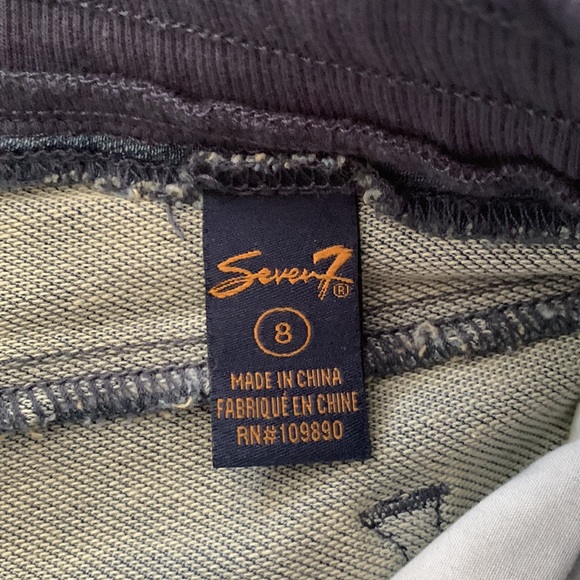 Seven7®
8
MADE IN CHINA
FABRIQUÉ EN CHINE
RN#109890